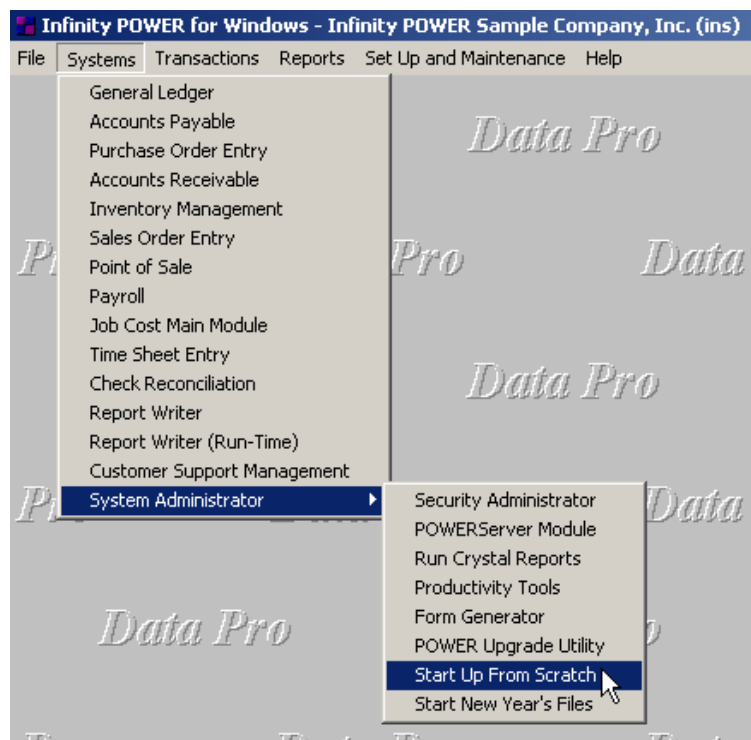 Infinity POWER for Windows - Infinity POWER Sample Company, Inc. (ins)
File Systems Transactions Reports Set Up and Maintenance Help
General Ledger
Accounts Payable
Purchase Order Entry
Accounts Receivable
Inventory Management
Sales Order Entry
Point of Sale
Payroll
Job Cost Main Module
Time Sheet Entry
Check Reconciliation
Report Writer
Report Writer (Run-Time)
Customer Support Management
System Administrator
Security Administrator
POWERServer Module
Run Crystal Reports
Productivity Tools
Form Generator
POWER Upgrade Utility
Start Up From Scratch
Start New Year's Files
Data Pro
Pro Data
Data Pro
Data
Data Pro